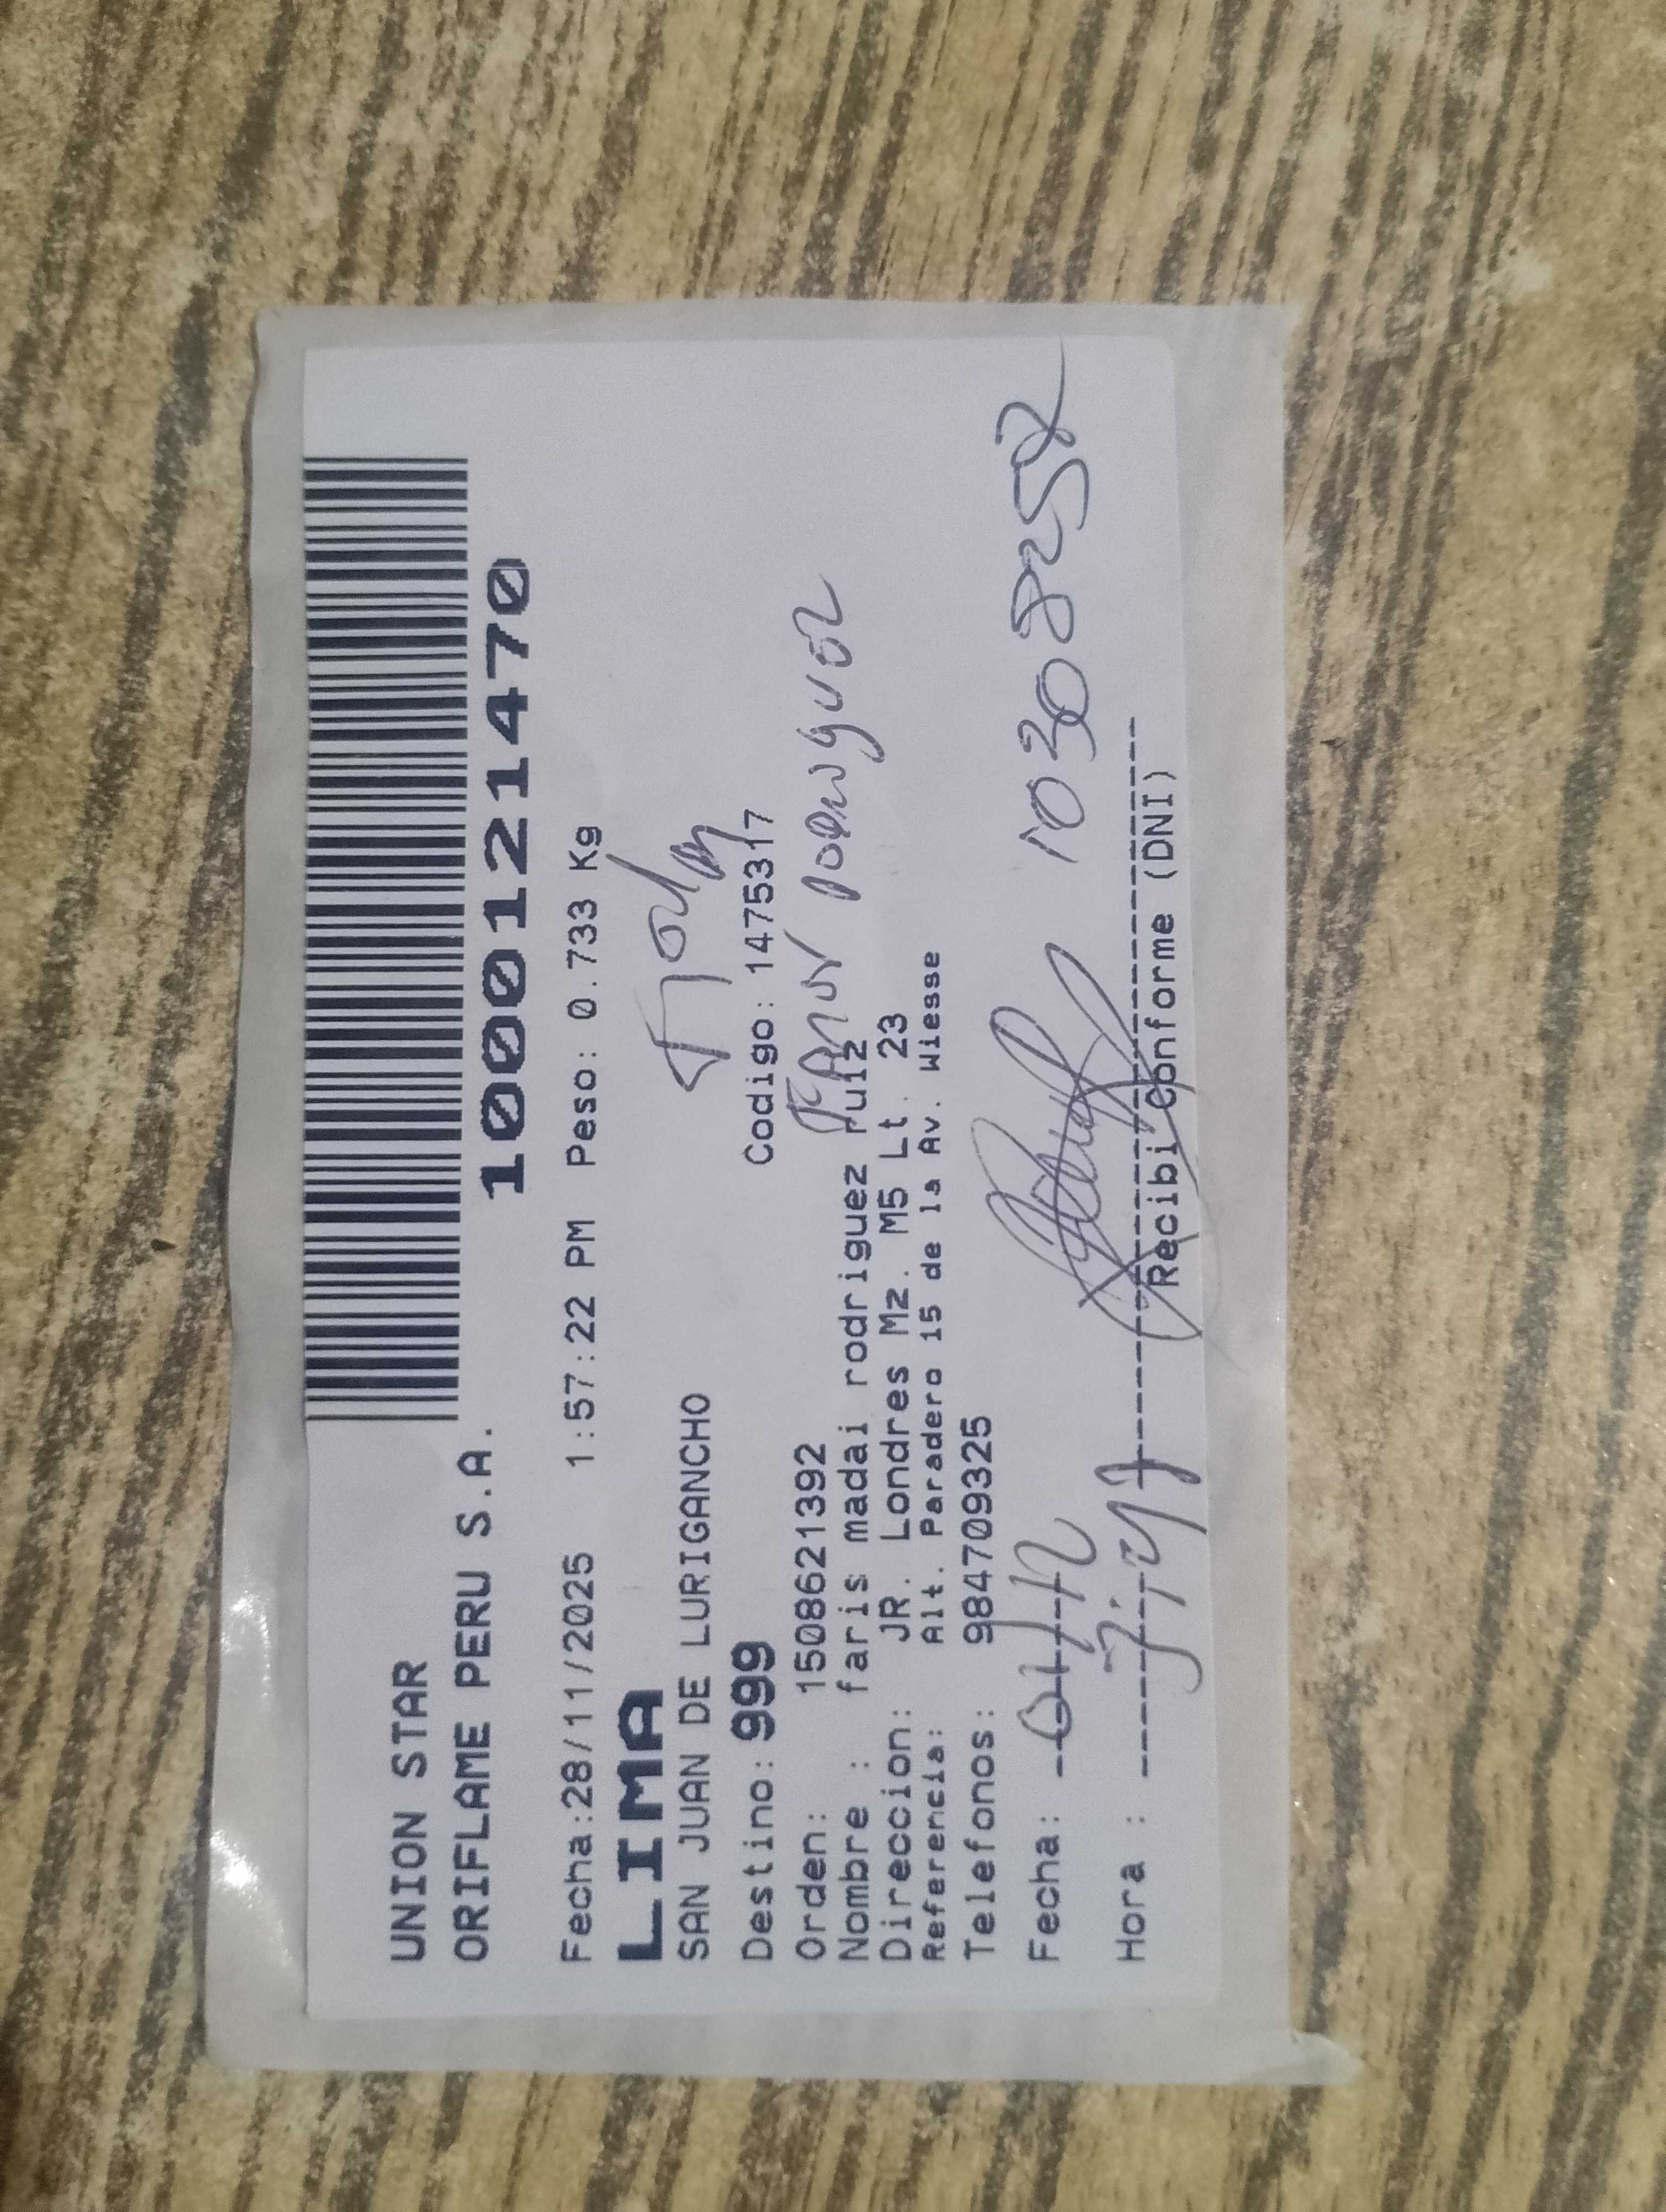 UNION STAR
ORIFLAME PERU S.A.
1000121470
Fecha:28/11/2025 1:57:22 PM Peso: 0.733 Kg
LIMA
SAN JUAN DE LURIGANCHO
Destino: 999 Codigo: 1475317
Orden: 1508621392
Nombre : faris madai rodriguez ruiz
Direccion: JR. Londres Mz. M5 Lt. 23
Referencia: Alt. Paradero 15 de la Av. Wiesse
Telefonos: 984709325
Fecha:
10308257
Hora :
Recibi Conforme (DNI)